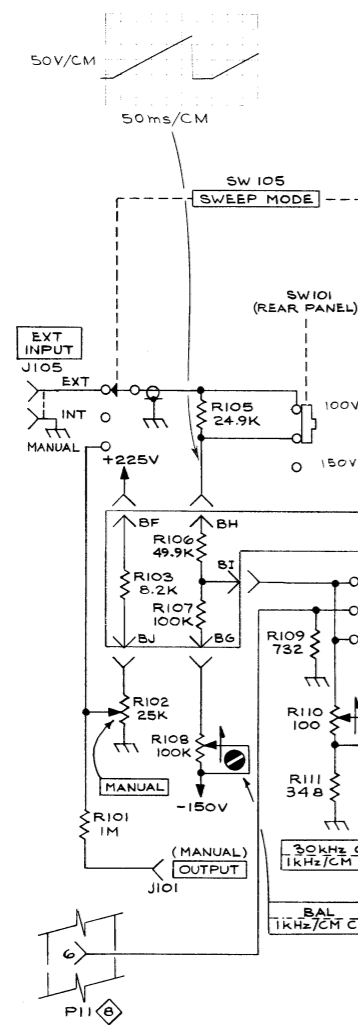 50V/CM
50ms/CM
SW 105
SWEEP MODE
SW101
(REAR PANEL)
EXT
INPUT
J105
EXT
INT
MANUAL
R105
24.9K
100V
150V
+225V
BF
BH
R106
49.9K
BI
R103
8.2K
R107
100K
BJ
BG
R109
732
R102
25K
R108
100K
R110
100
MANUAL
-150V
R111
348
R101
1M
(MANUAL)
OUTPUT
J101
30kHz
1kHz/CM
BAL
1kHz/CM
6
P11 8